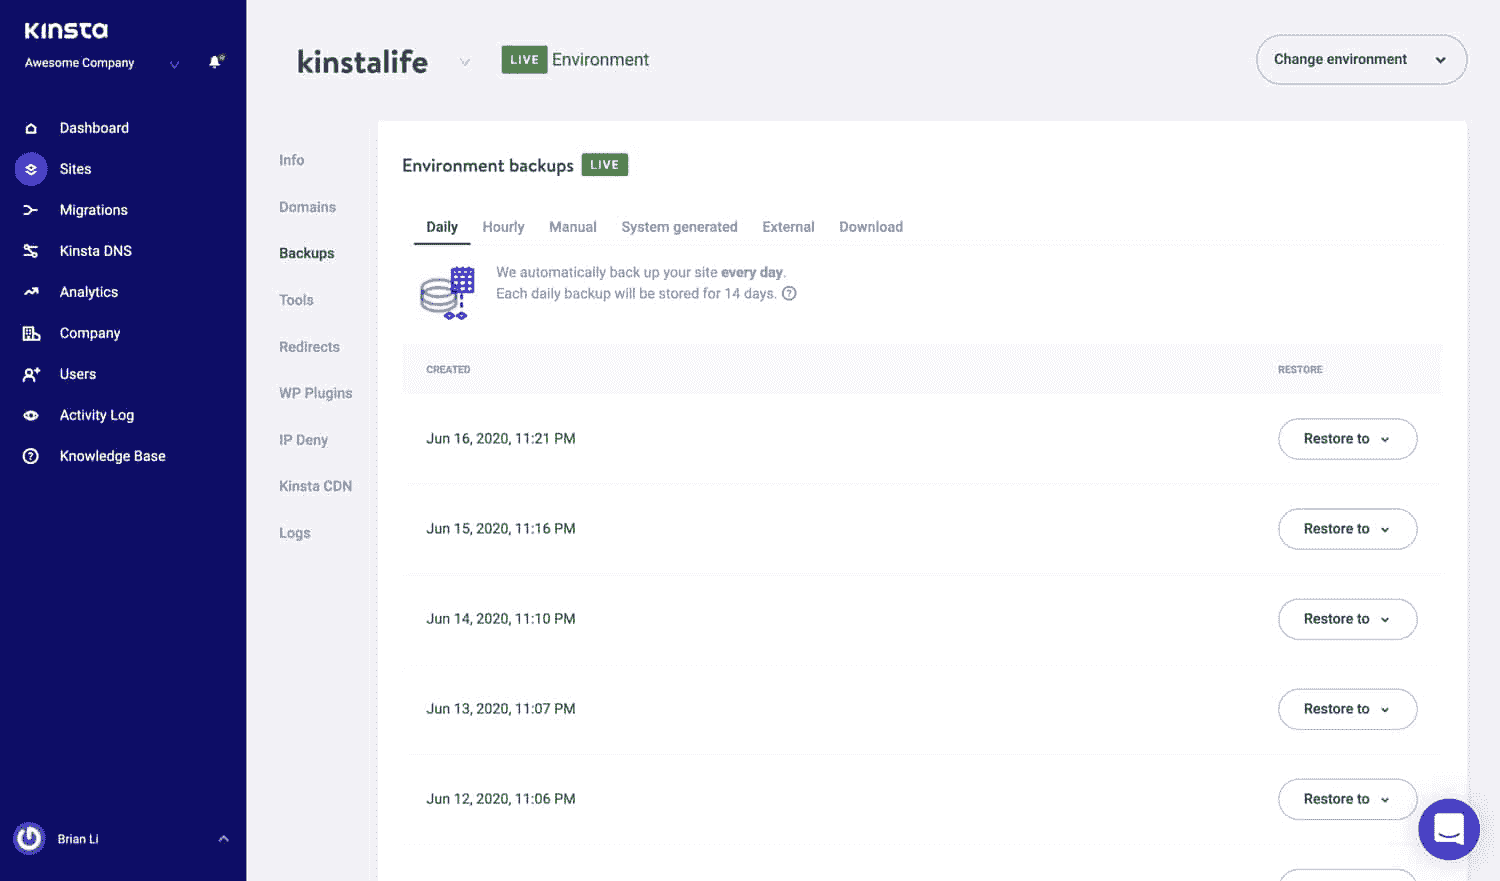 Kinsta
Awesome Company
Dashboard
Sites
Migrations
Kinsta DNS
Analytics
Company
Users
Activity Log
Knowledge Base
Brian Li
kinstalife
LIVE Environment
Change environment
Info
Domains
Backups
Tools
Redirects
WP Plugins
IP Deny
Kinsta CDN
Logs
Environment backups LIVE
Daily Hourly Manual System generated External Download
We automatically back up your site every day.
Each daily backup will be stored for 14 days. ?
CREATED RESTORE
Jun 16, 2020, 11:21 PM Restore to
Jun 15, 2020, 11:16 PM Restore to
Jun 14, 2020, 11:10 PM Restore to
Jun 13, 2020, 11:07 PM Restore to
Jun 12, 2020, 11:06 PM Restore to